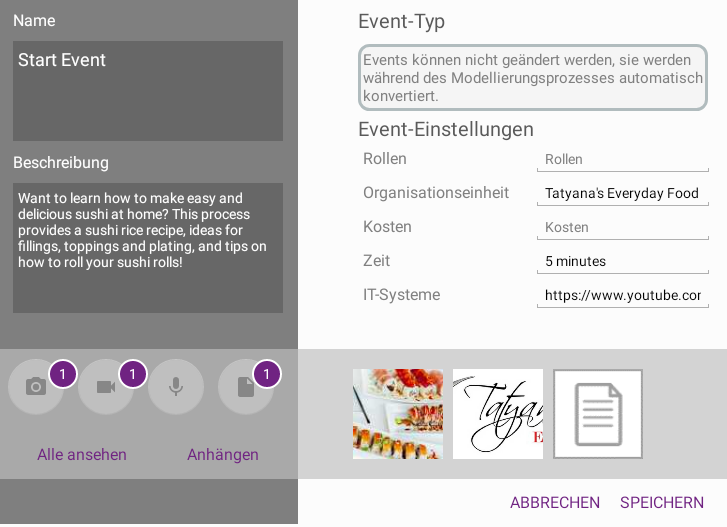 Name
Start Event
Beschreibung
Want to learn how to make easy and
delicious sushi at home? This process
provides a sushi rice recipe, ideas for
fillings, toppings and plating, and tips on
how to roll your sushi rolls!
1
1
1
Alle ansehen
Anhängen
Event-Typ
Events können nicht geändert werden, sie werden
während des Modellierungsprozesses automatisch
konvertiert.
Event-Einstellungen
Rollen Rollen
Organisationseinheit Tatyana's Everyday Food
Kosten Kosten
Zeit 5 minutes
IT-Systeme https://www.youtube.cor
Tatyan
E
ABBRECHEN SPEICHERN